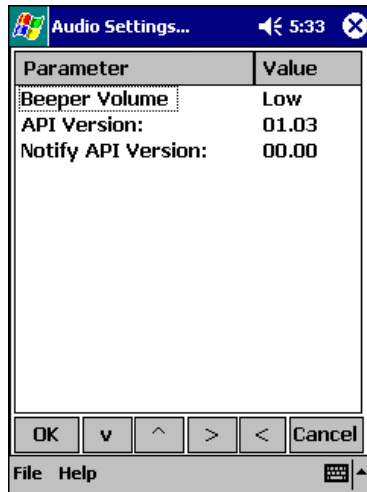 Audio Settings... 5:33
Parameter Value
Beeper Volume Low
API Version: 01.03
Notify API Version: 00.00
OK v ^ > < Cancel
File Help